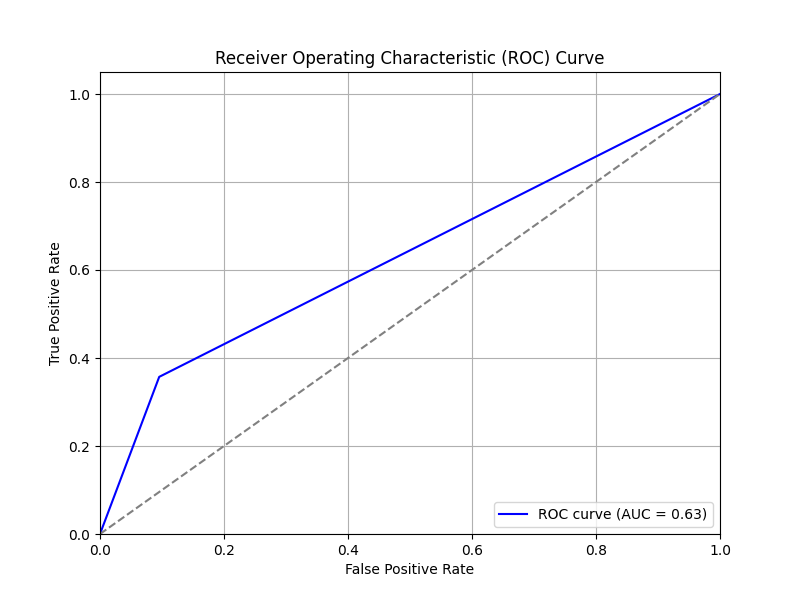 Receiver Operating Characteristic (ROC) Curve
1.0
0.8
0.6
0.4
0.2
0.0
True Positive Rate
ROC curve (AUC = 0.63)
0.0 0.2 0.4 0.6 0.8 1.0
False Positive Rate